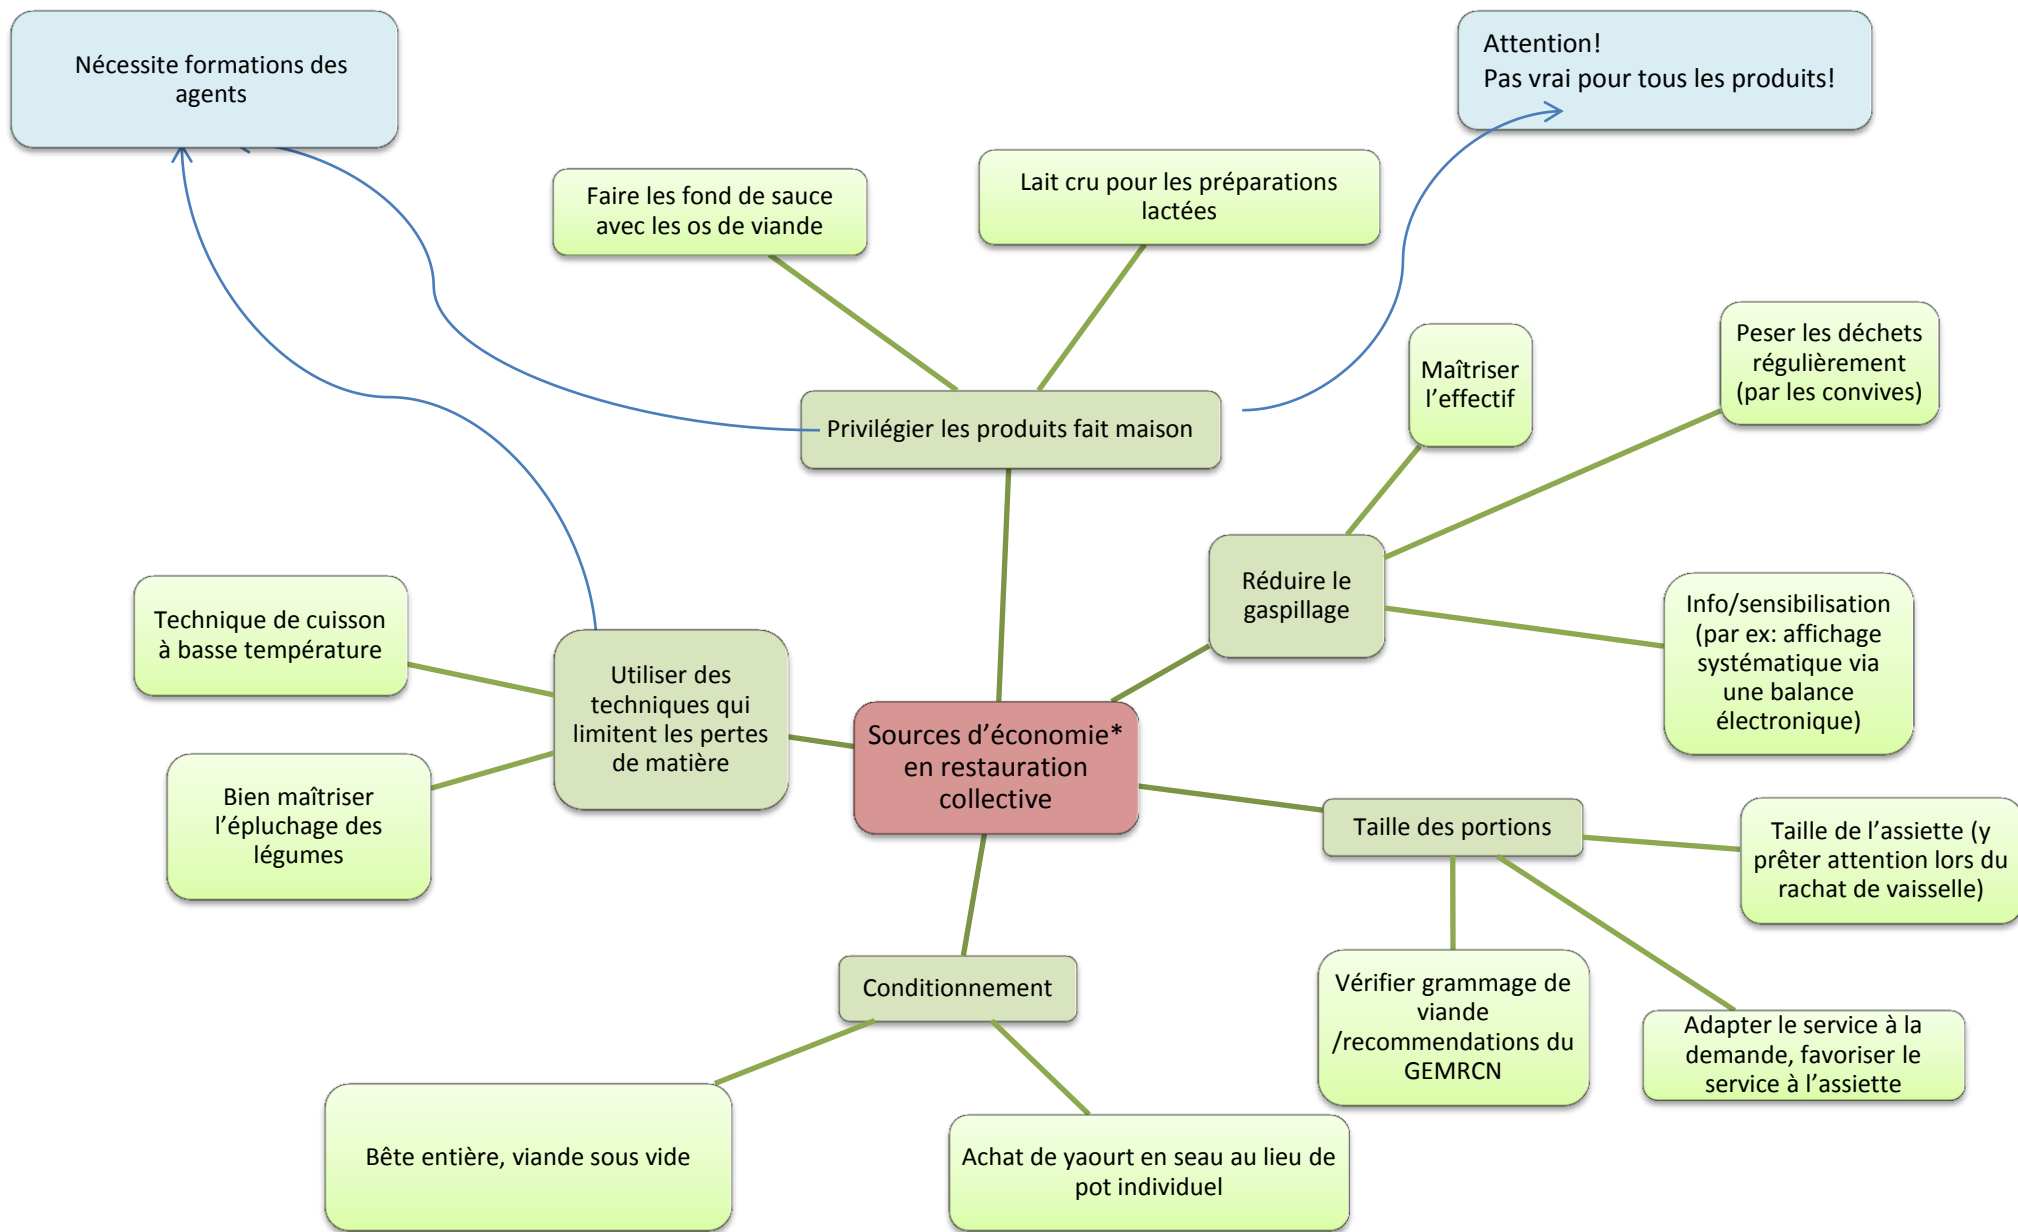 Nécessite formations des
agents
Attention!
Pas vrai pour tous les produits!
Faire les fond de sauce
avec les os de viande
Lait cru pour les préparations
lactées
Privilégier les produits fait maison
Maîtriser
l’effectif
Peser les déchets
régulièrement
(par les convives)
Réduire le
gaspillage
Info/sensibilisation
(par ex: affichage
systématique via
une balance
électronique)
Technique de cuisson
à basse température
Utiliser des
techniques qui
limitent les pertes
de matière
Bien maîtriser
l’épluchage des
légumes
Sources d’économie*
en restauration
collective
Taille des portions
Taille de l’assiette (y
prêter attention lors du
rachat de vaisselle)
Vérifier grammage de
viande
/recommendations du
GEMRCN
Adapter le service à la
demande, favoriser le
service à l’assiette
Conditionnement
Bête entière, viande sous vide
Achat de yaourt en seau au lieu de
pot individuel